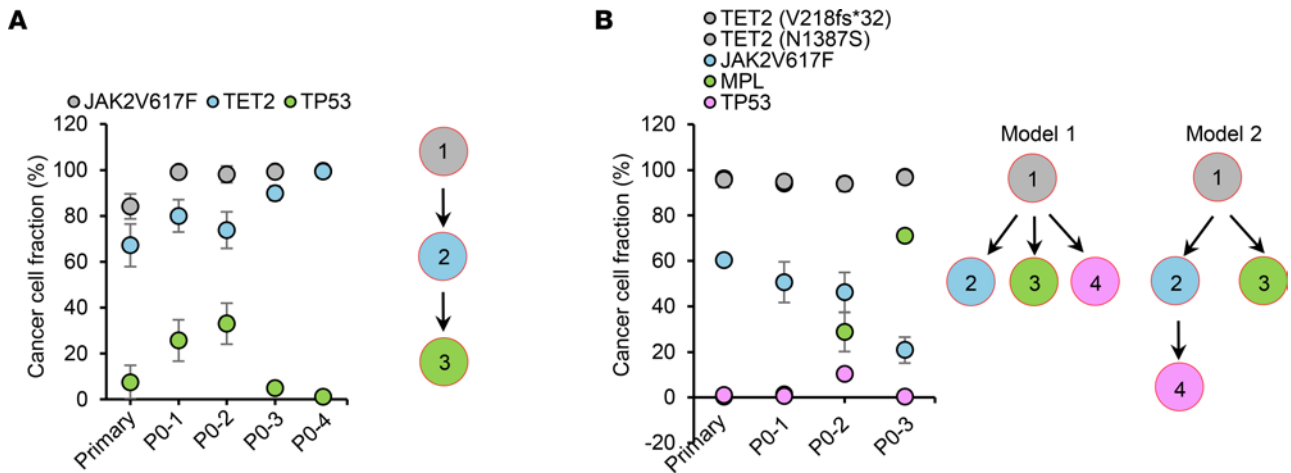 A
JAK2V617F TET2 TP53
Cancer cell fraction (%)
120
100
80
60
40
20
0
Primary
P0-1
P0-2
P0-3
P0-4
1
2
3
B
TET2 (V218fs*32)
TET2 (N1387S)
JAK2V617F
MPL
TP53
Cancer cell fraction (%)
120
100
80
60
40
20
0
-20
Primary
P0-1
P0-2
P0-3
Model 1
1
2 3 4
Model 2
1
2 3
4